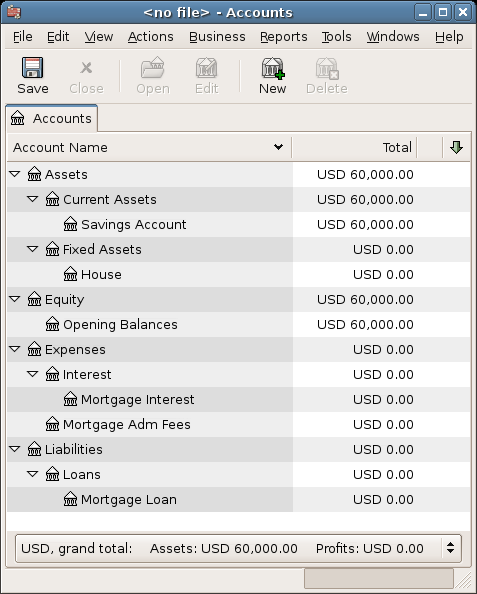 <no file> - Accounts
File Edit View Actions Business Reports Tools Windows Help
Save Close Open Edit New Delete
Accounts
Account Name Total
Assets USD 60,000.00
Current Assets USD 60,000.00
Savings Account USD 60,000.00
Fixed Assets USD 0.00
House USD 0.00
Equity USD 60,000.00
Opening Balances USD 60,000.00
Expenses USD 0.00
Interest USD 0.00
Mortgage Interest USD 0.00
Mortgage Adm Fees USD 0.00
Liabilities USD 0.00
Loans USD 0.00
Mortgage Loan USD 0.00
USD, grand total: Assets: USD 60,000.00 Profits: USD 0.00